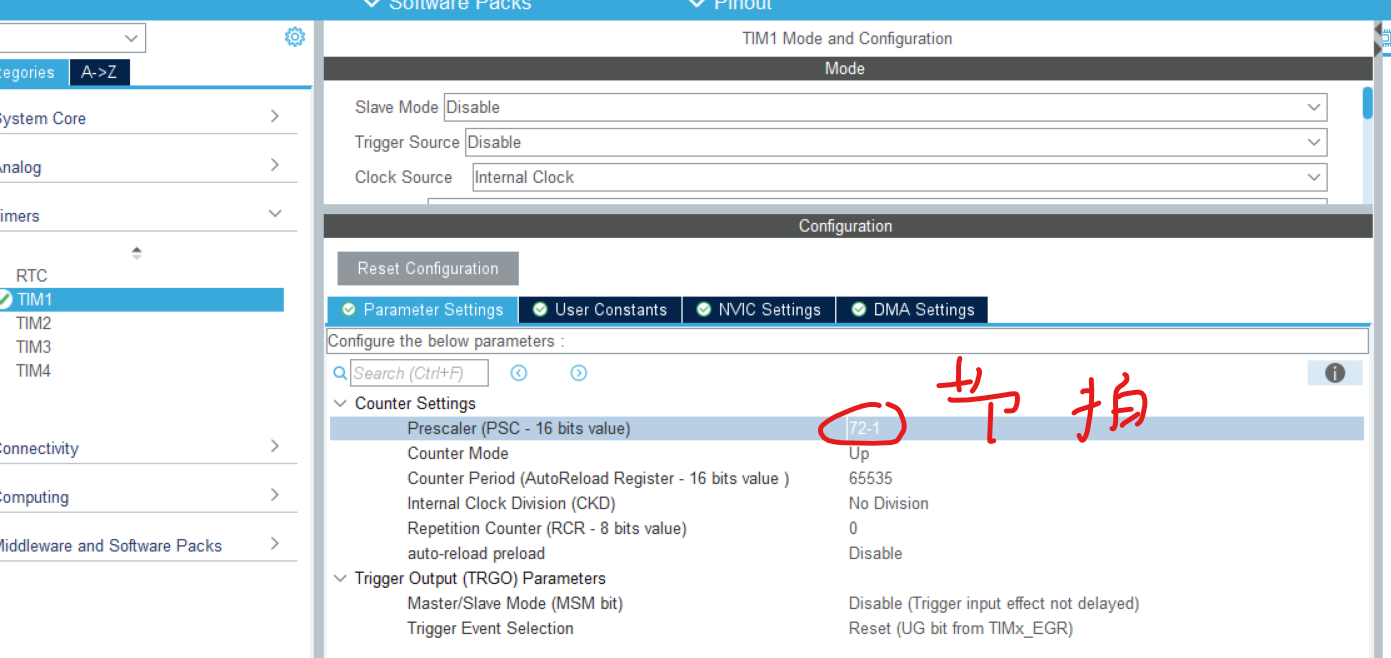 Software Packs
Pinout
TIM1 Mode and Configuration
tegories
A->Z
Mode
System Core
Slave Mode Disable
Trigger Source Disable
Analog
Clock Source Internal Clock
Timers
Configuration
RTC
Reset Configuration
TIM1
Parameter Settings
User Constants
NVIC Settings
DMA Settings
TIM2
Configure the below parameters :
TIM3
TIM4
Search (Ctrl+F)
节拍
Counter Settings
Prescaler (PSC - 16 bits value) 72-1
Connectivity
Counter Mode Up
Counter Period (AutoReload Register - 16 bits value ) 65535
Computing
Internal Clock Division (CKD) No Division
Repetition Counter (RCR - 8 bits value) 0
Middleware and Software Packs
auto-reload preload Disable
Trigger Output (TRGO) Parameters
Master/Slave Mode (MSM bit) Disable (Trigger input effect not delayed)
Trigger Event Selection Reset (UG bit from TIMx_EGR)